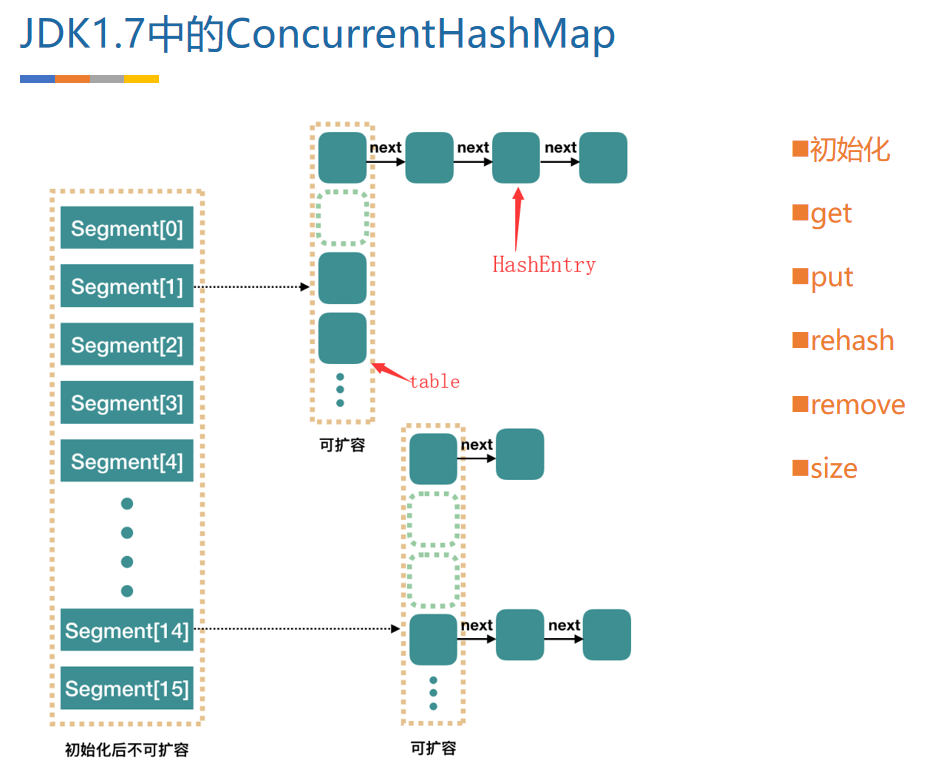 JDK1.7中的ConcurrentHashMap
next next next
HashEntry
table
可扩容
Segment[0]
Segment[1]
Segment[2]
Segment[3]
Segment[4]
Segment[14]
Segment[15]
初始化后不可扩容
next
next next
可扩容
■初始化
■get
■put
■rehash
■remove
■size